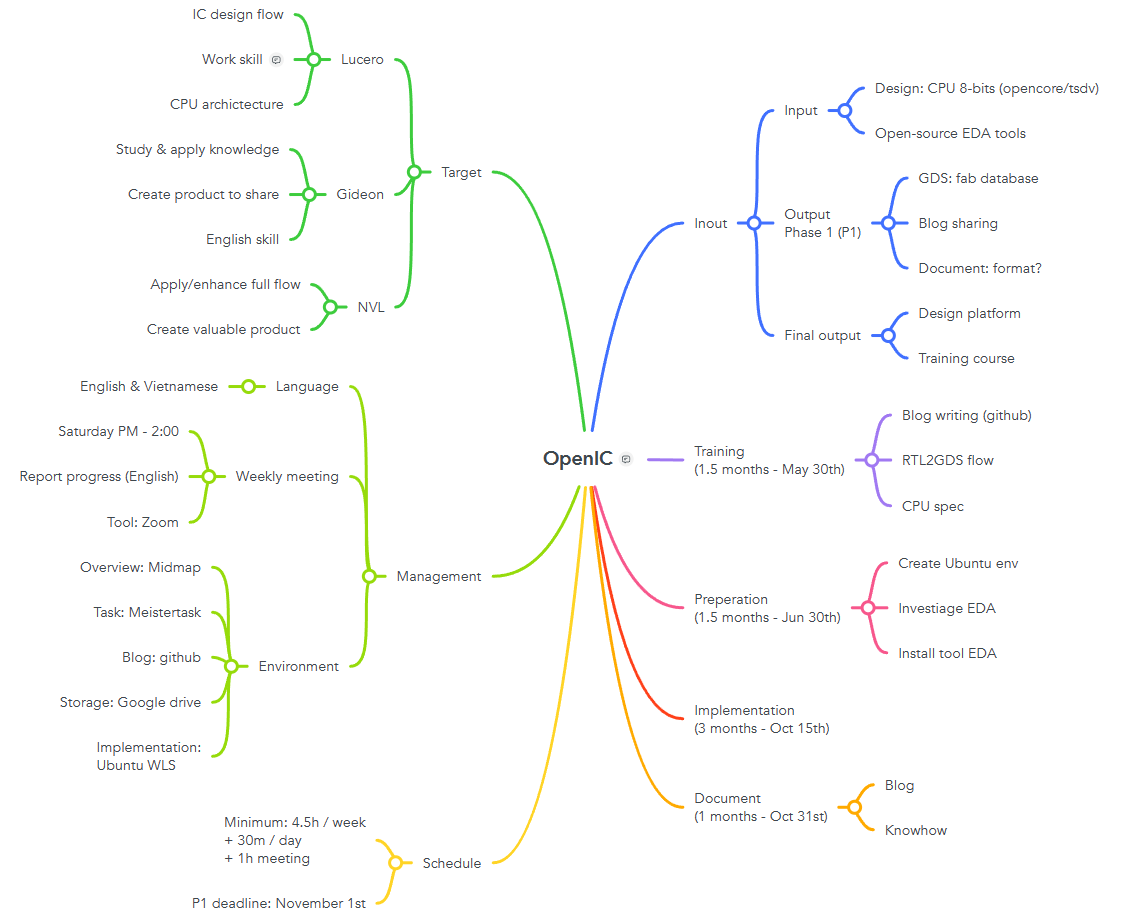 OpenIC
Target
Lucero
IC design flow
Work skill
CPU archictecture
Gideon
Study & apply knowledge
Create product to share
English skill
NVL
Apply/enhance full flow
Create valuable product
Management
Language
English & Vietnamese
Weekly meeting
Saturday PM - 2:00
Report progress (English)
Tool: Zoom
Environment
Overview: Midmap
Task: Meistertask
Blog: github
Storage: Google drive
Implementation:
Ubuntu WLS
Schedule
Minimum: 4.5h / week
+ 30m / day
+ 1h meeting
P1 deadline: November 1st
Inout
Input
Design: CPU 8-bits (opencore/tsdv)
Open-source EDA tools
Output
Phase 1 (P1)
GDS: fab database
Blog sharing
Document: format?
Final output
Design platform
Training course
Training
(1.5 months - May 30th)
Blog writing (github)
RTL2GDS flow
CPU spec
Preperation
(1.5 months - Jun 30th)
Create Ubuntu env
Investiage EDA
Install tool EDA
Implementation
(3 months - Oct 15th)
Document
(1 months - Oct 31st)
Blog
Knowhow